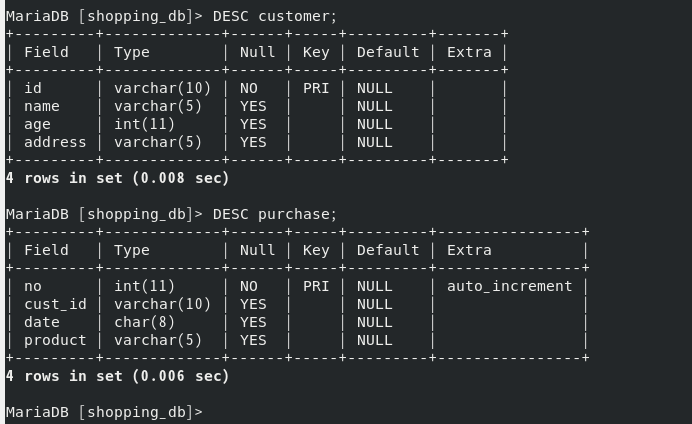 MariaDB [shopping_db]> DESC customer;
+---------+-------------+------+-----+---------+-------+
| Field   | Type        | Null | Key | Default | Extra |
+---------+-------------+------+-----+---------+-------+
| id      | varchar(10) | NO   | PRI | NULL    |       |
| name    | varchar(5)  | YES  |     | NULL    |       |
| age     | int(11)     | YES  |     | NULL    |       |
| address | varchar(5)  | YES  |     | NULL    |       |
+---------+-------------+------+-----+---------+-------+
4 rows in set (0.008 sec)

MariaDB [shopping_db]> DESC purchase;
+---------+-------------+------+-----+---------+----------------+
| Field   | Type        | Null | Key | Default | Extra          |
+---------+-------------+------+-----+---------+----------------+
| no      | int(11)     | NO   | PRI | NULL    | auto_increment |
| cust_id | varchar(10) | YES  |     | NULL    |                |
| date    | char(8)     | YES  |     | NULL    |                |
| product | varchar(5)  | YES  |     | NULL    |                |
+---------+-------------+------+-----+---------+----------------+
4 rows in set (0.006 sec)

MariaDB [shopping_db]>